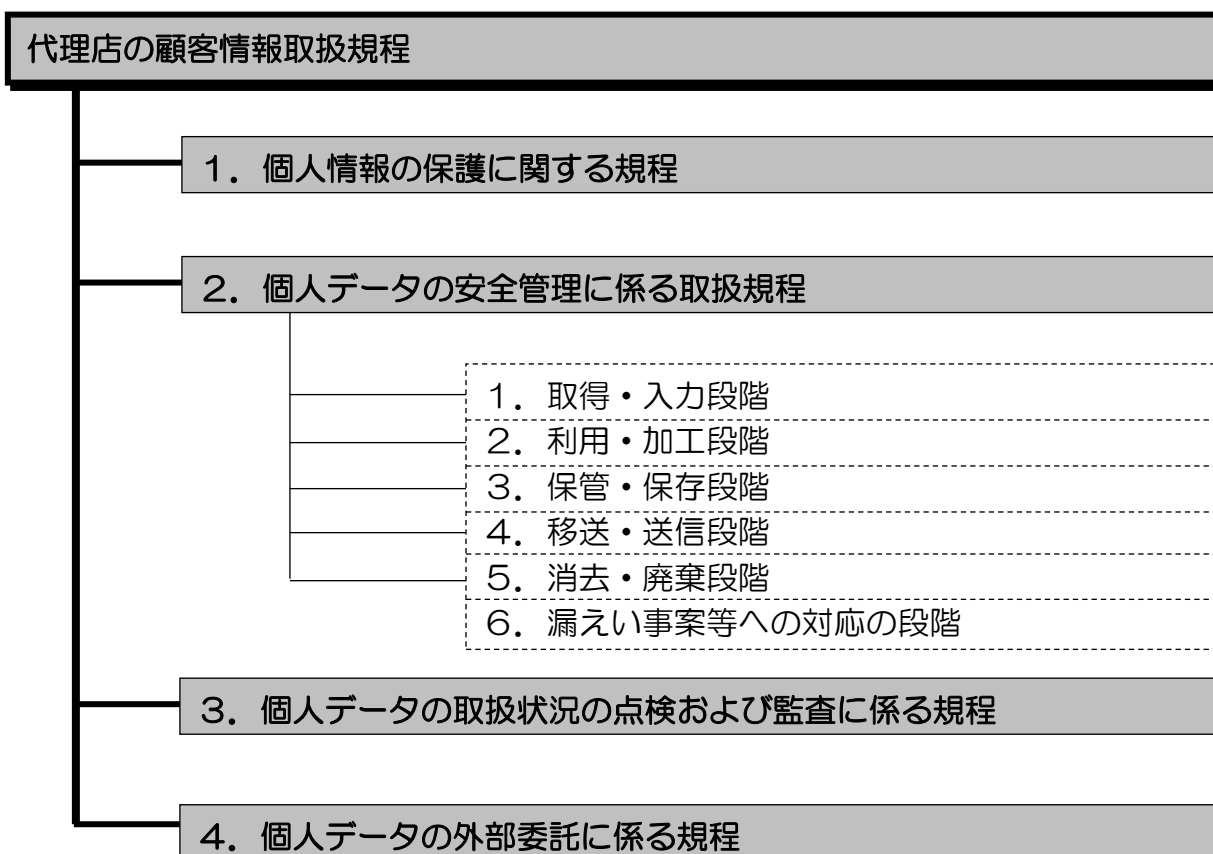 代理店の顧客情報取扱規程
１．個人情報の保護に関する規程
２．個人データの安全管理に係る取扱規程
１．取得・入力段階
２．利用・加工段階
３．保管・保存段階
４．移送・送信段階
５．消去・廃棄段階
６．漏えい事案等への対応の段階
３．個人データの取扱状況の点検および監査に係る規程
４．個人データの外部委託に係る規程